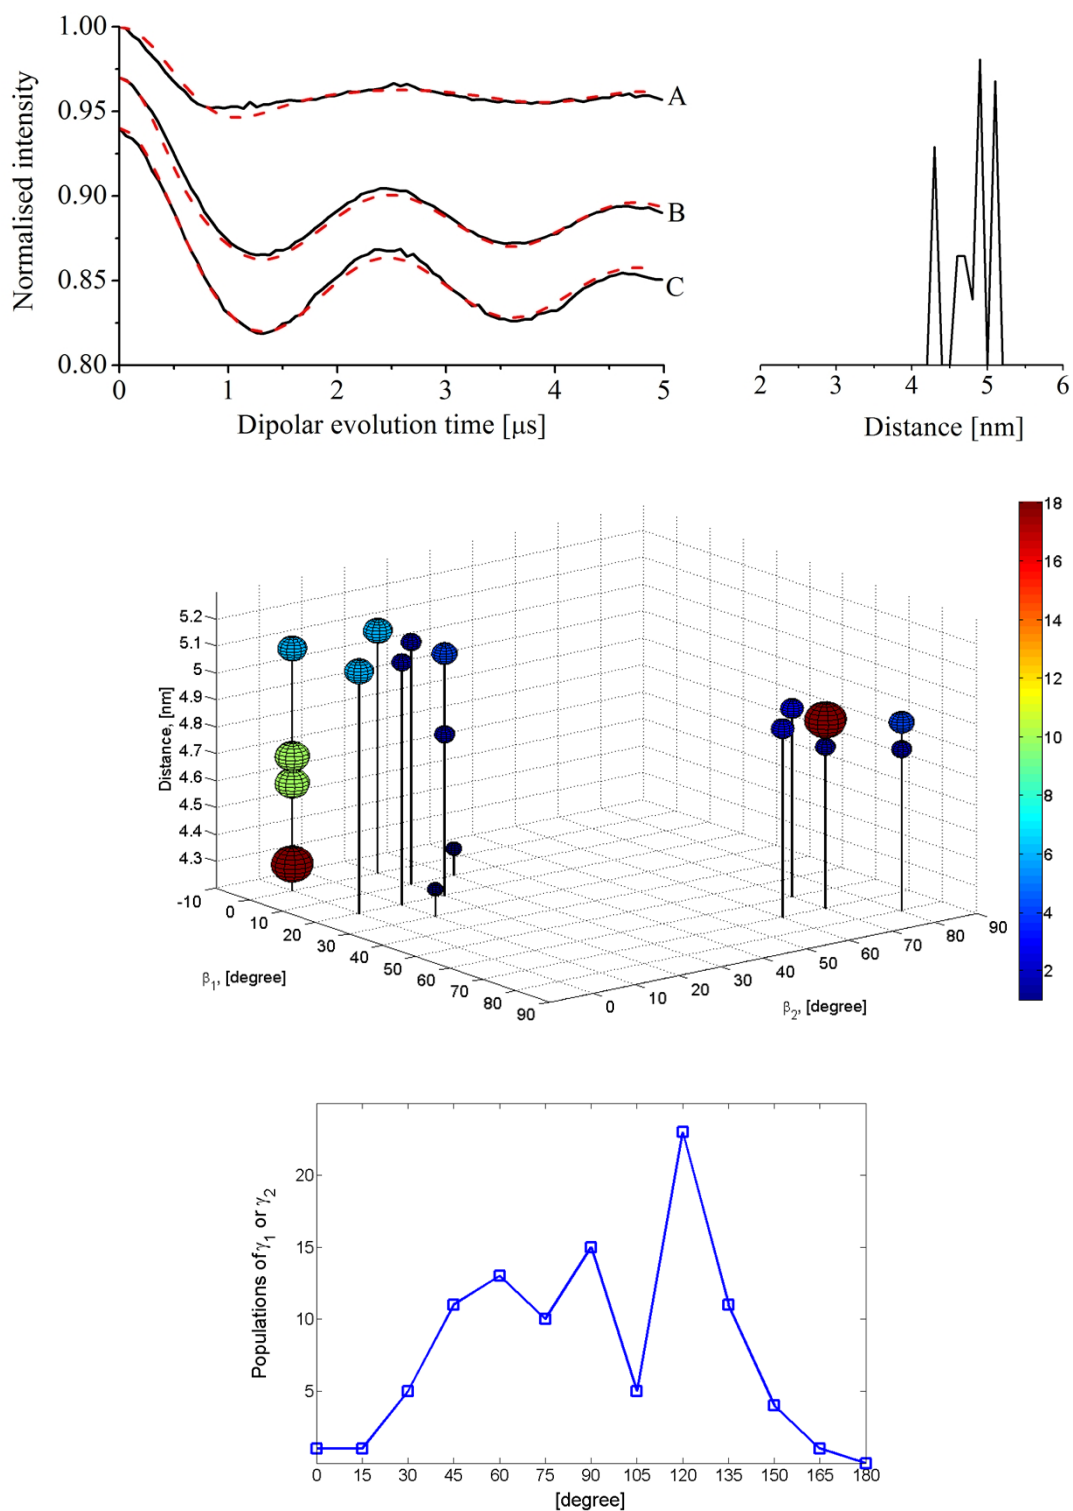 1.00
0.95
0.90
0.85
0.80
Normalised intensity
A
B
C
0 1 2 3 4 5
Dipolar evolution time [μs]
2 3 4 5 6
Distance [nm]
5.2
5.1
5
4.9
4.8
4.7
4.6
4.5
4.4
4.3
Distance, [nm]
-10 0 10 20 30 40 50 60 70 80 90
β1, [degree]
0 10 20 30 40 50 60 70 80 90
β2, [degree]
18
16
14
12
10
8
6
4
2
20
15
10
5
Populations of γ1 or γ2
0 15 30 45 60 75 90 105 120 135 150 165 180
[degree]